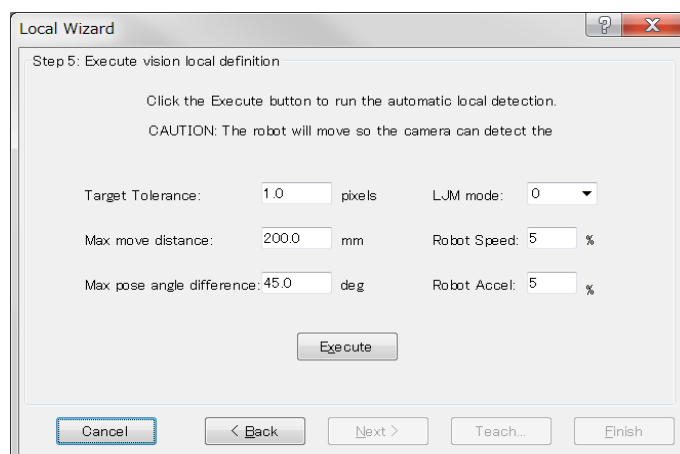 Local Wizard ? X
Step 5: Execute vision local definition
Click the Execute button to run the automatic local detection.
CAUTION: The robot will move so the camera can detect the
Target Tolerance: 1.0 pixels LJM mode: 0
Max move distance: 200.0 mm Robot Speed: 5 %
Max pose angle difference: 45.0 deg Robot Accel: 5 %
Execute
Cancel < Back Next > Teach... Finish